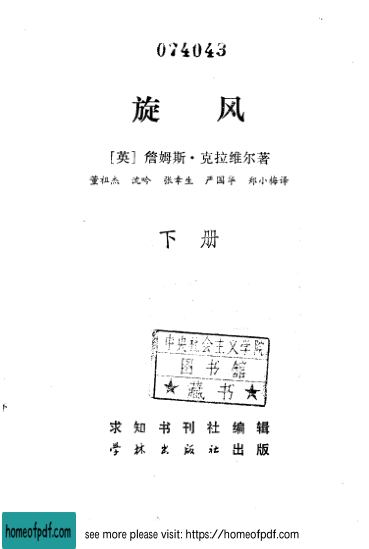 074043
旋 风
[英] 詹姆斯·克拉维尔著
董祖杰 沈吟 张幸生 严国华 郑小梅译
下 册
中央社会主义学院
图书馆
★ 藏书 ★
求知书刊社编辑
学林出版社出版
homeofpdf.com see more please visit: https://homeofpdf.com